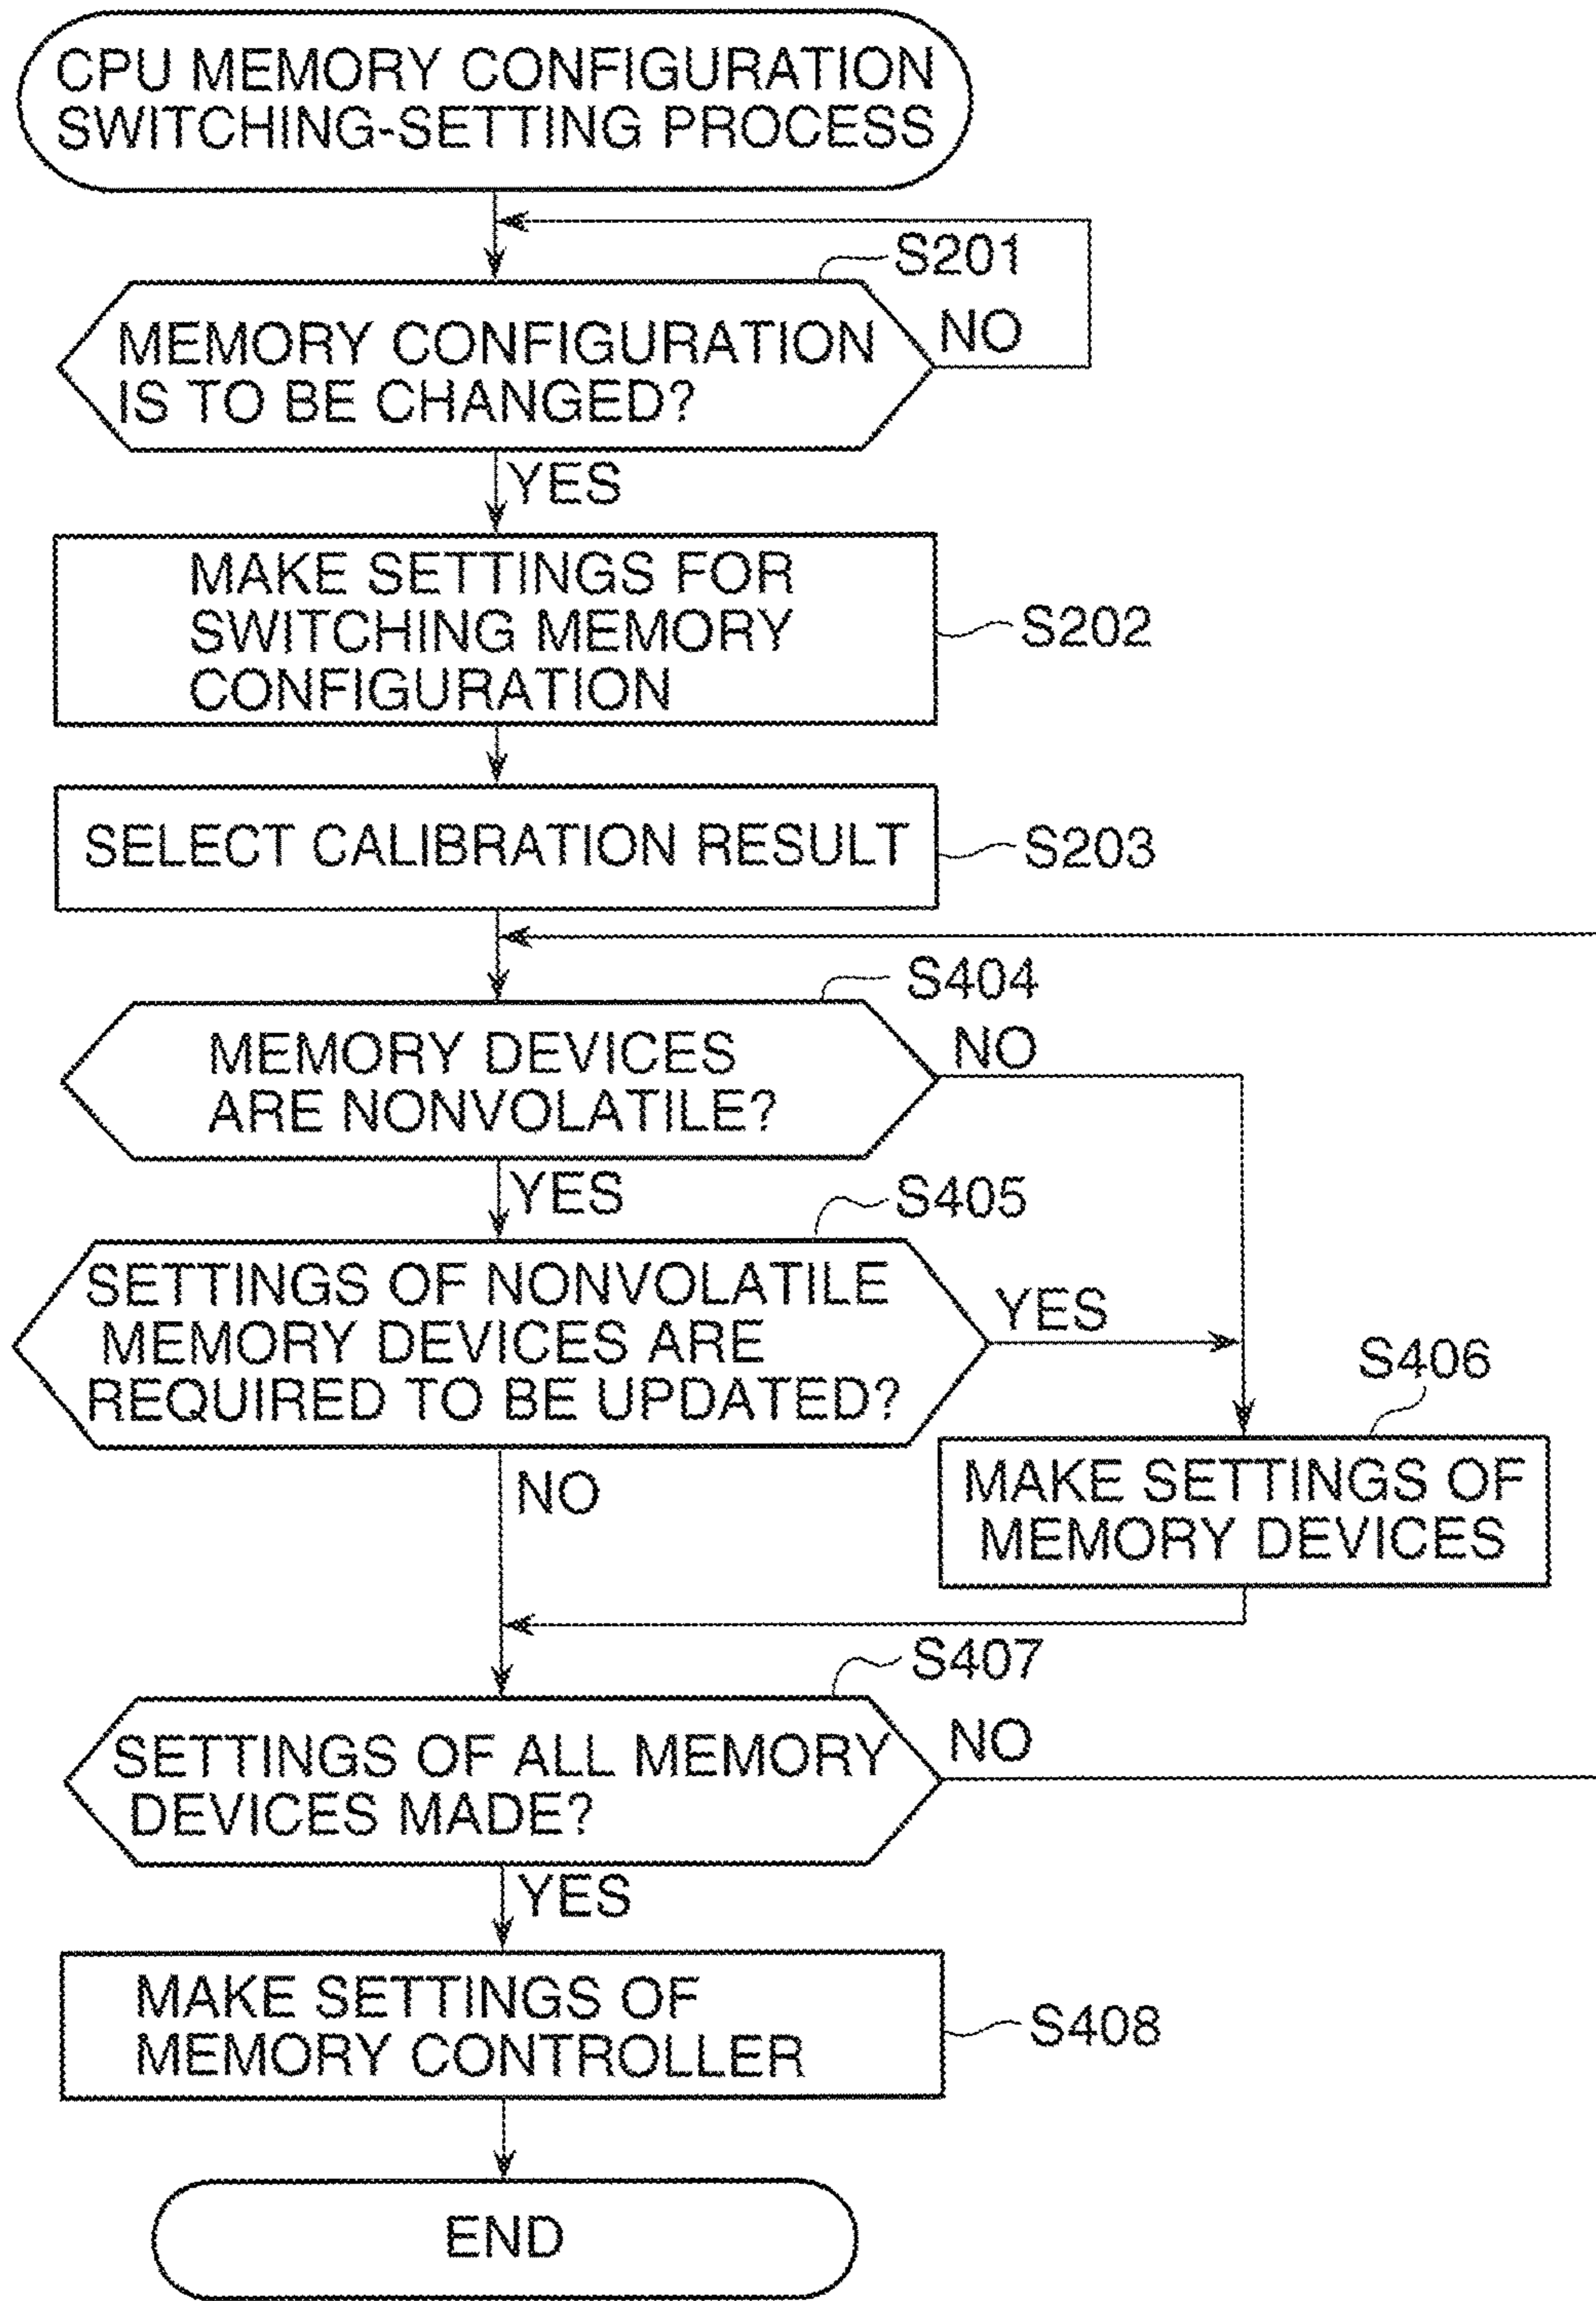 CPU MEMORY CONFIGURATION
SWITCHING-SETTING PROCESS
S201
MEMORY CONFIGURATION
IS TO BE CHANGED?
NO
YES
MAKE SETTINGS FOR
SWITCHING MEMORY
CONFIGURATION
S202
SELECT CALIBRATION RESULT
S203
S404
MEMORY DEVICES
ARE NONVOLATILE?
NO
YES
S405
SETTINGS OF NONVOLATILE
MEMORY DEVICES ARE
REQUIRED TO BE UPDATED?
YES
S406
MAKE SETTINGS OF
MEMORY DEVICES
NO
S407
SETTINGS OF ALL MEMORY
DEVICES MADE?
NO
YES
MAKE SETTINGS OF
MEMORY CONTROLLER
S408
END